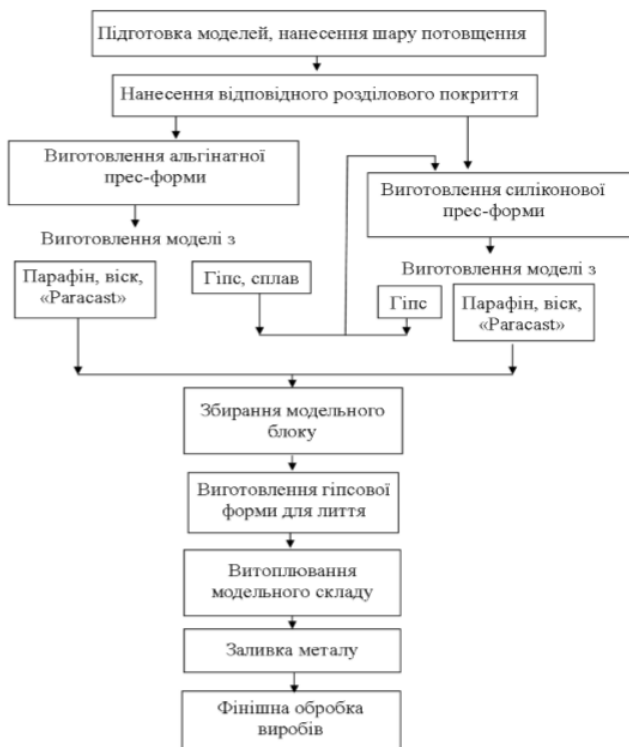 Підготовка моделей, нанесення шару потовщення
Нанесення відповідного розділового покриття
Виготовлення альгінатної
прес-форми
Виготовлення силіконової
прес-форми
Виготовлення моделі з
Виготовлення моделі з
Парафін, віск,
«Paracast»
Гіпс, сплав
Гіпс
Парафін, віск,
«Paracast»
Збирання модельного
блоку
Виготовлення гіпсової
форми для лиття
Витоплювання
модельного складу
Заливка металу
Фінішна обробка
виробів